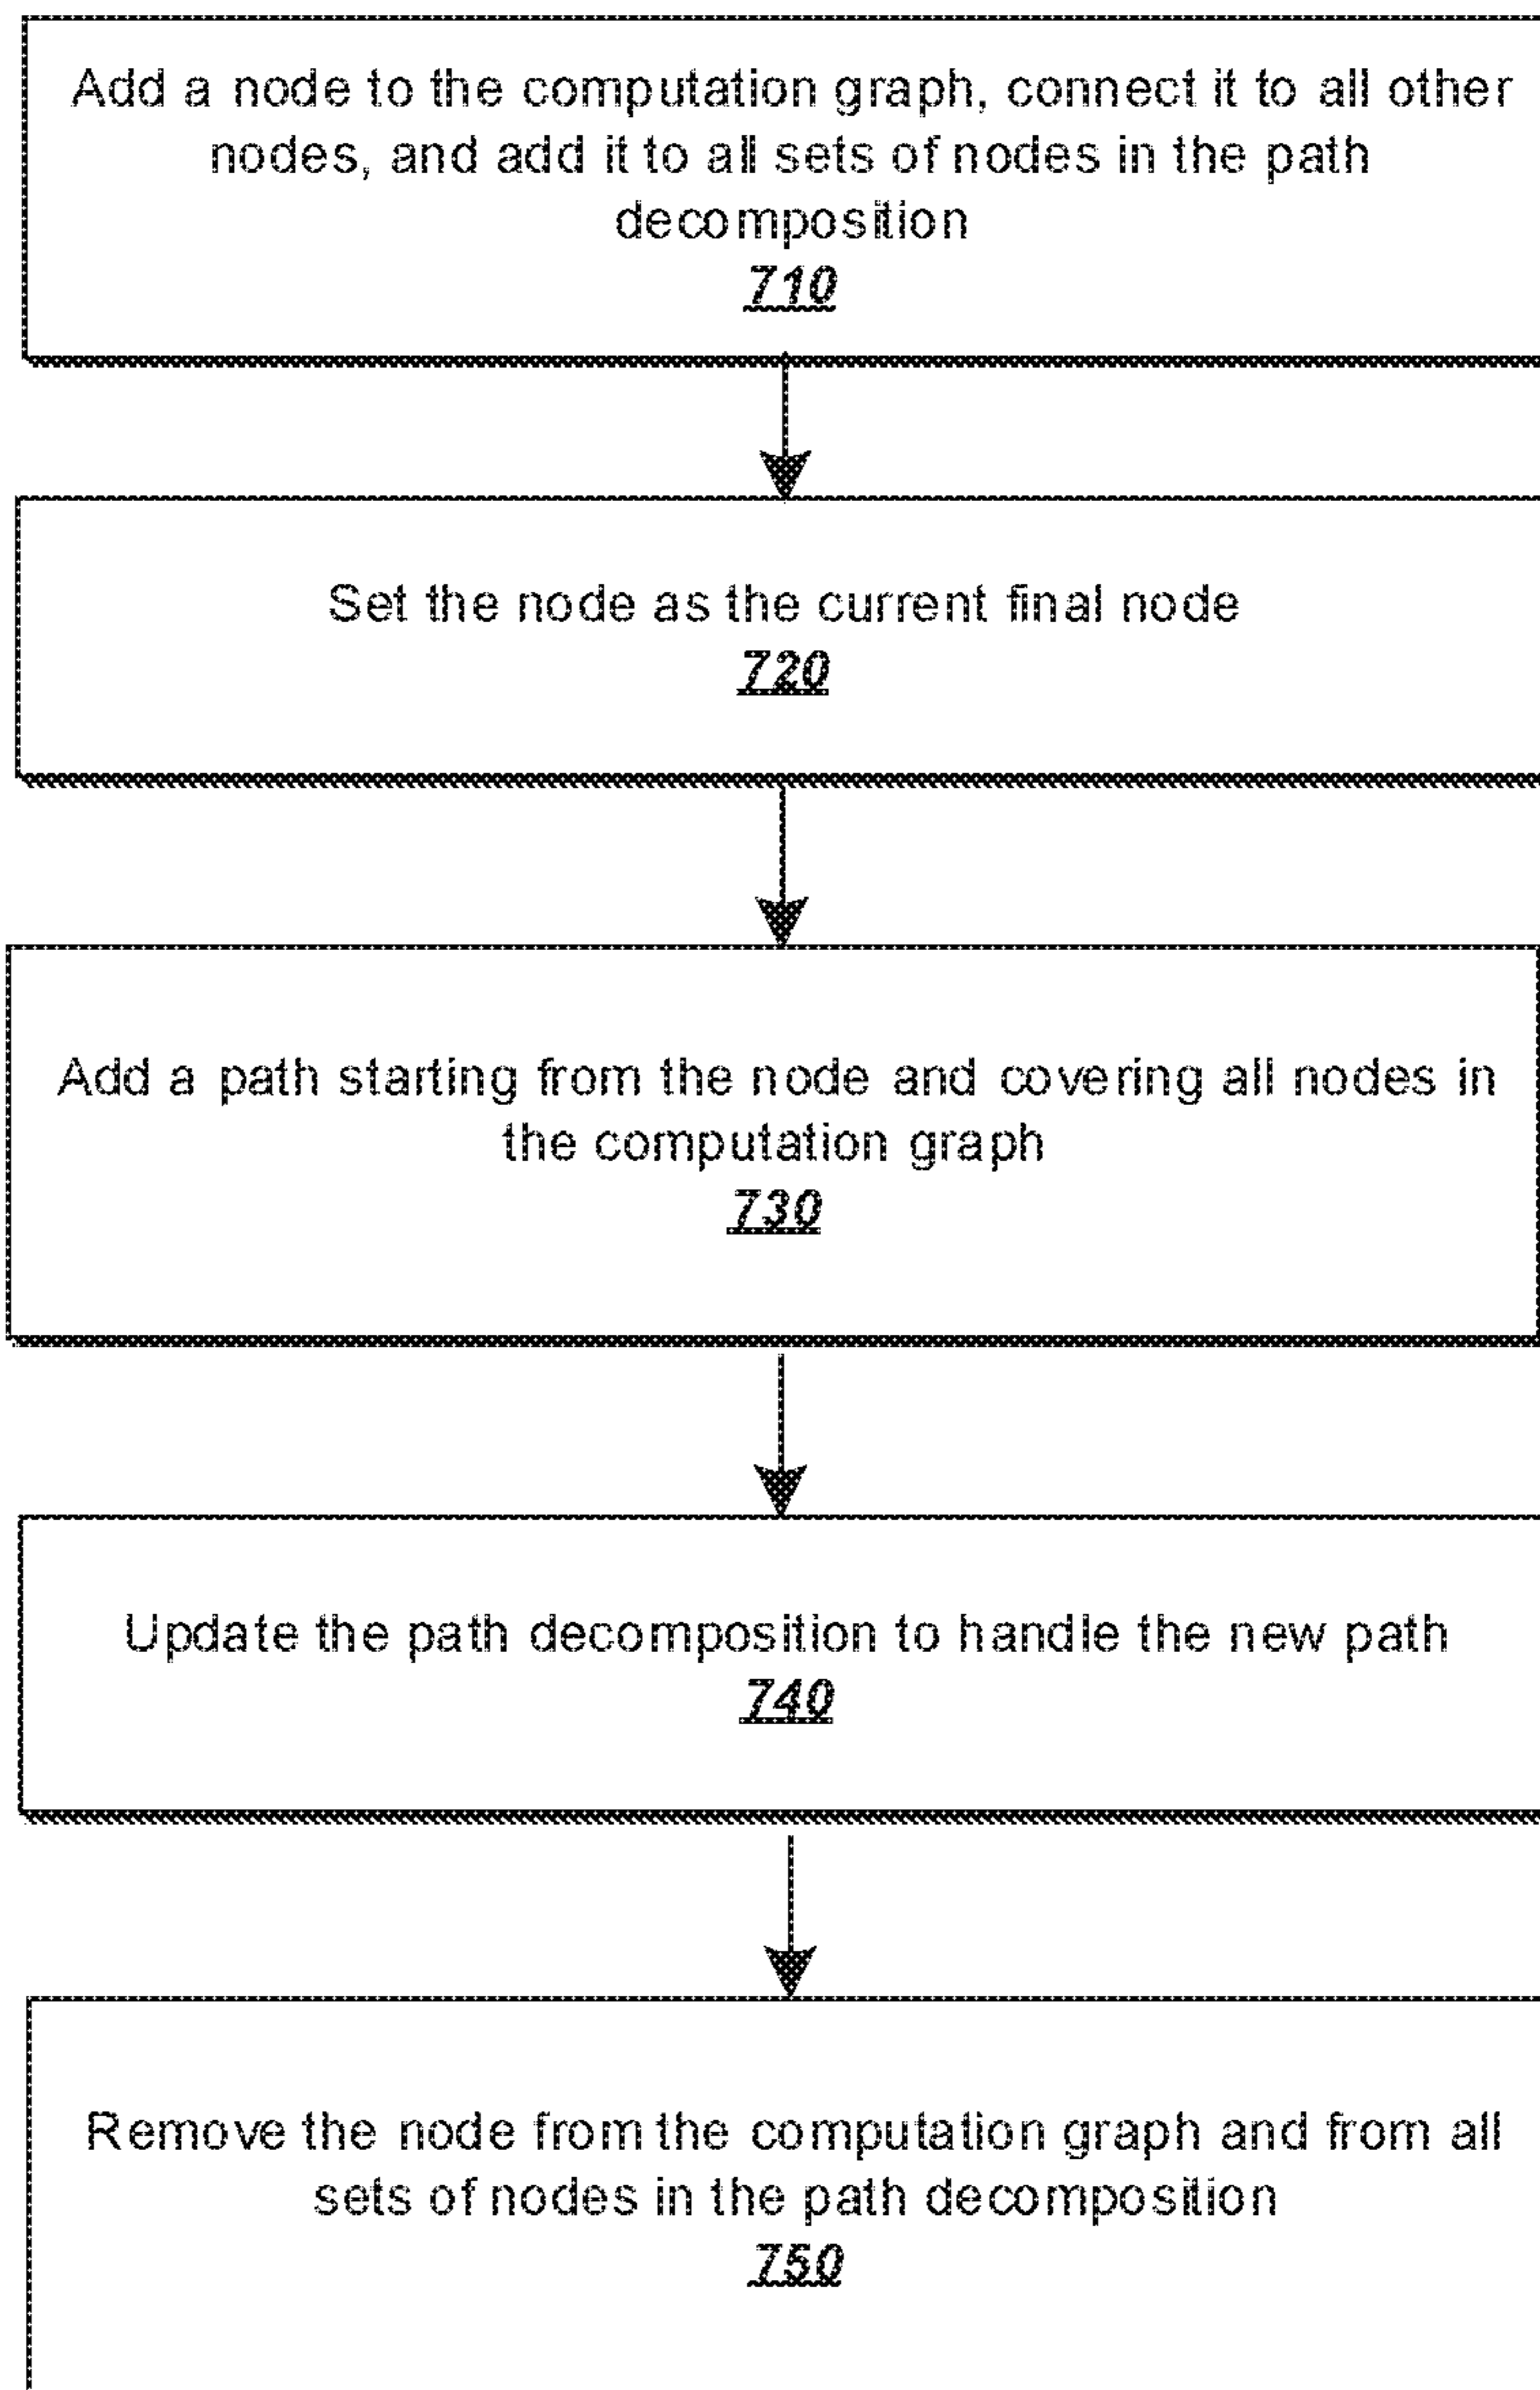 Add a node to the computation graph, connect it to all other
nodes, and add it to all sets of nodes in the path
decomposition
710
Set the node as the current final node
720
Add a path starting from the node and covering all nodes in
the computation graph
730
Update the path decomposition to handle the new path
740
Remove the node from the computation graph and from all
sets of nodes in the path decomposition
750